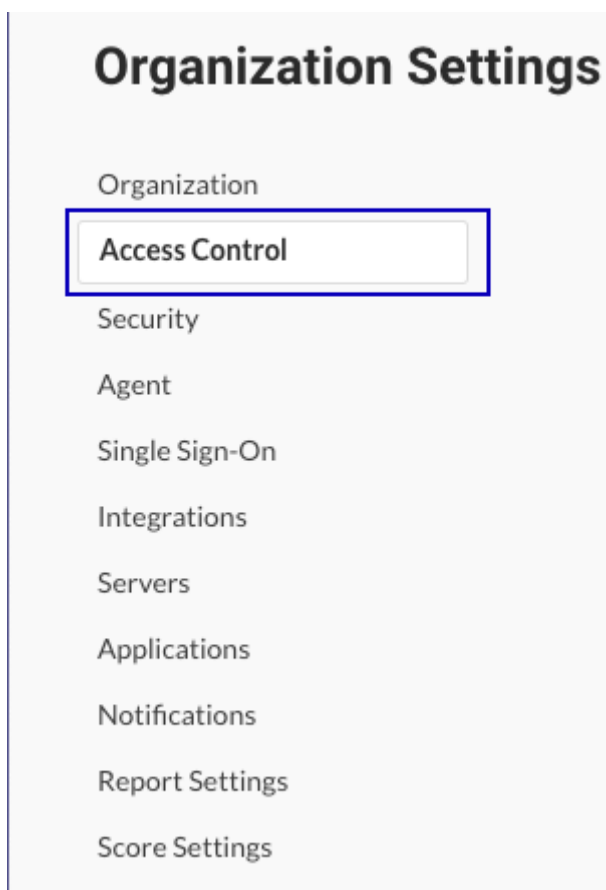 Organization Settings
Organization
Access Control
Security
Agent
Single Sign-On
Integrations
Servers
Applications
Notifications
Report Settings
Score Settings